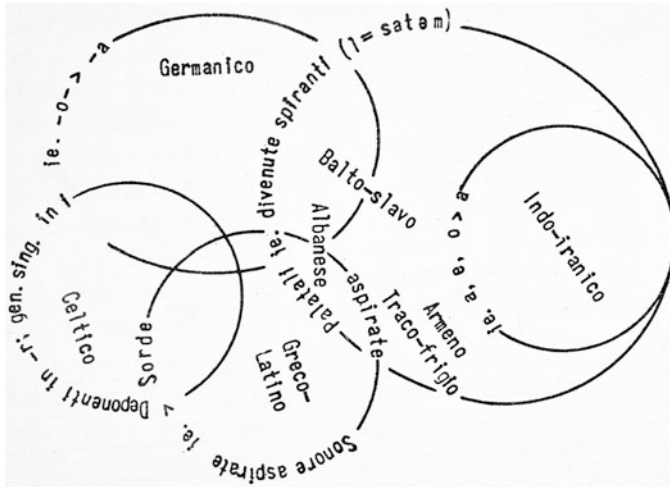 ie. -o- > -a
Germanico
palatali ie. divenute spiranti (1= satəm)
Balto-slavo
Albanese
ie. a, e, o > a
Indo-iranico
Armeno
Traco-frigio
Deponenti in -r; gen. sing. in ī
Celtico
Greco-
Latino
Sonore aspirate ie. > Sorde aspirate